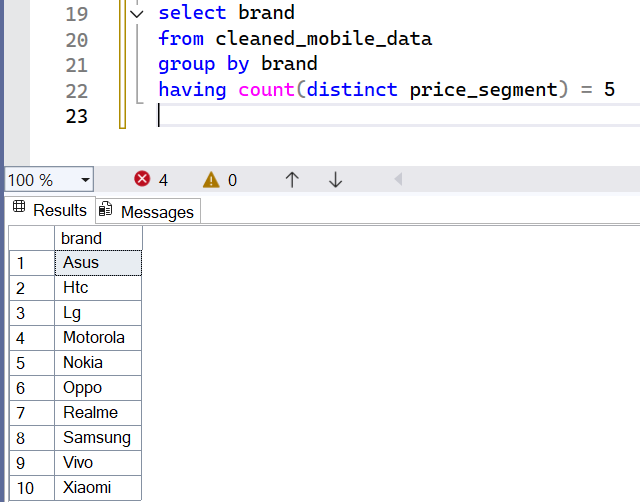 19 select brand
20 from cleaned_mobile_data
21 group by brand
22 having count(distinct price_segment) = 5
23
100 % 4 0
Results Messages
brand
1 Asus
2 Htc
3 Lg
4 Motorola
5 Nokia
6 Oppo
7 Realme
8 Samsung
9 Vivo
10 Xiaomi